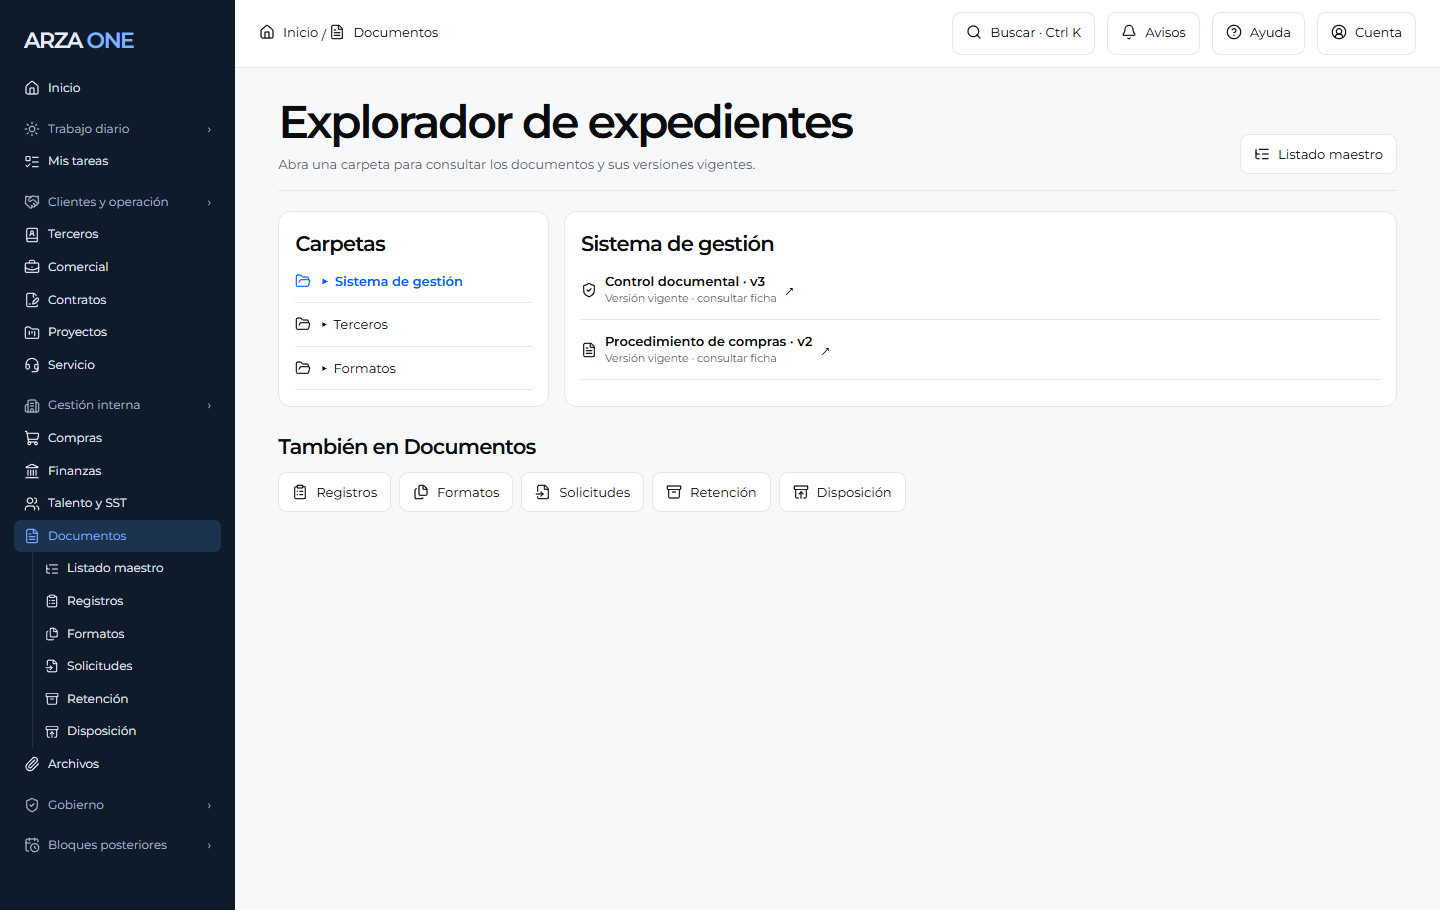 ARZA ONE
Inicio
Trabajo diario ›
Mis tareas
Clientes y operación ›
Terceros
Comercial
Contratos
Proyectos
Servicio
Gestión interna ›
Compras
Finanzas
Talento y SST
Documentos
Listado maestro
Registros
Formatos
Solicitudes
Retención
Disposición
Archivos
Gobierno ›
Bloques posteriores ›
Inicio / Documentos
Buscar · Ctrl K
Avisos
Ayuda
Cuenta
Explorador de expedientes
Abra una carpeta para consultar los documentos y sus versiones vigentes.
Listado maestro
Carpetas
▸ Sistema de gestión
▸ Terceros
▸ Formatos
Sistema de gestión
Control documental · v3
Versión vigente · consultar ficha ↗
Procedimiento de compras · v2
Versión vigente · consultar ficha ↗
También en Documentos
Registros
Formatos
Solicitudes
Retención
Disposición